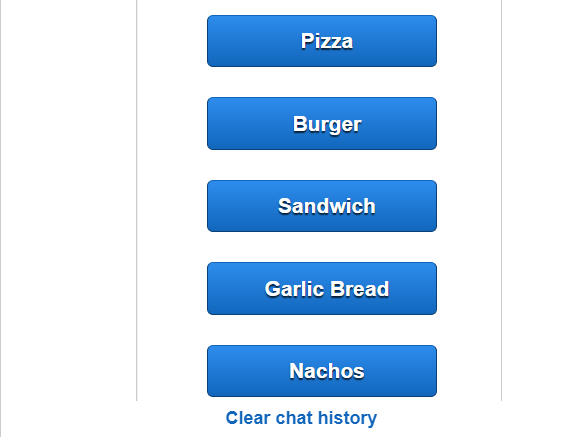 Pizza
Burger
Sandwich
Garlic Bread
Nachos
Clear chat history